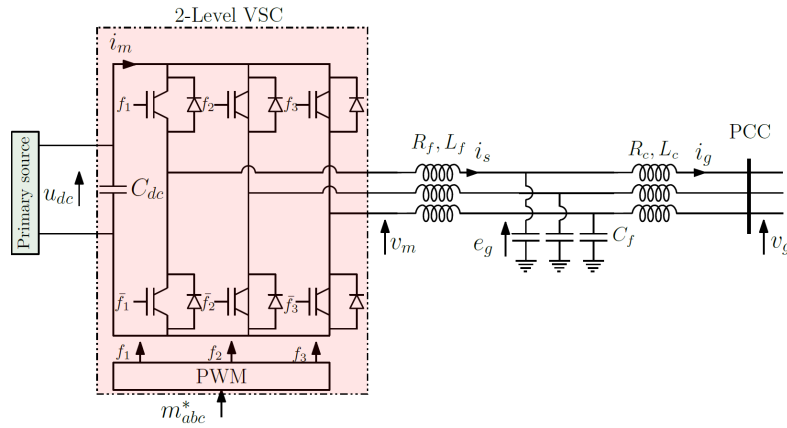 2-Level VSC
i_m
f_1 f_2 f_3
R_f, L_f i_s R_c, L_c i_g PCC
Primary source
u_dc C_dc
v_m e_g C_f v_g
f̄_1 f̄_2 f̄_3
f_1 f_2 f_3
PWM
m*_abc